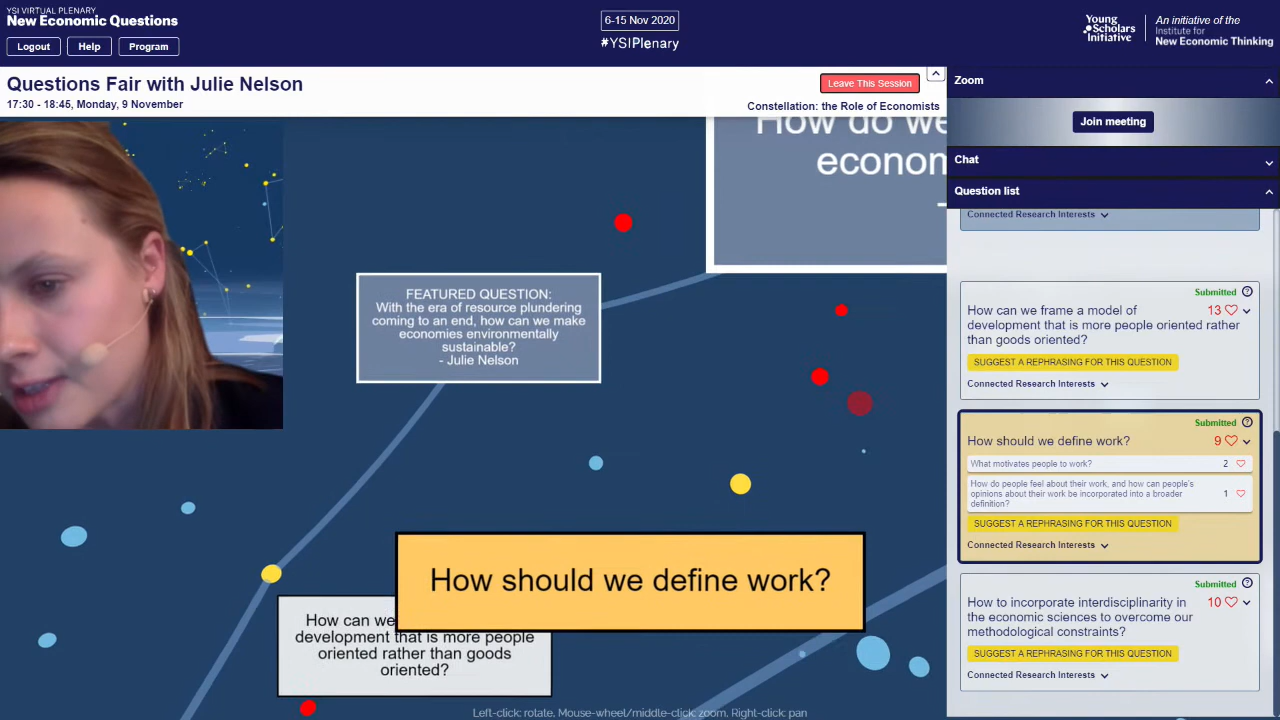 YSI VIRTUAL PLENARY
New Economic Questions
Logout
Help
Program
6-15 Nov 2020
#YSIPlenary
Young
Scholars
Initiative
An initiative of the
Institute for
New Economic Thinking
Questions Fair with Julie Nelson
17:30 - 18:45, Monday, 9 November
Leave This Session
Constellation: the Role of Economists
How do we
econom
FEATURED QUESTION:
With the era of resource plundering
coming to an end, how can we make
economies environmentally
sustainable?
- Julie Nelson
How should we define work?
How can we
development that is more people
oriented rather than goods
oriented?
Left-click: rotate, Mouse-wheel/middle-click: zoom, Right-click: pan
Zoom
Join meeting
Chat
Question list
Connected Research Interests
Submitted
How can we frame a model of
development that is more people oriented rather
than goods oriented?
13
SUGGEST A REPHRASING FOR THIS QUESTION
Connected Research Interests
Submitted
How should we define work?
9
What motivates people to work?
2
How do people feel about their work, and how can people's
opinions about their work be incorporated into a broader
definition?
1
SUGGEST A REPHRASING FOR THIS QUESTION
Connected Research Interests
Submitted
How to incorporate interdisciplinarity in
the economic sciences to overcome our
methodological constraints?
10
SUGGEST A REPHRASING FOR THIS QUESTION
Connected Research Interests